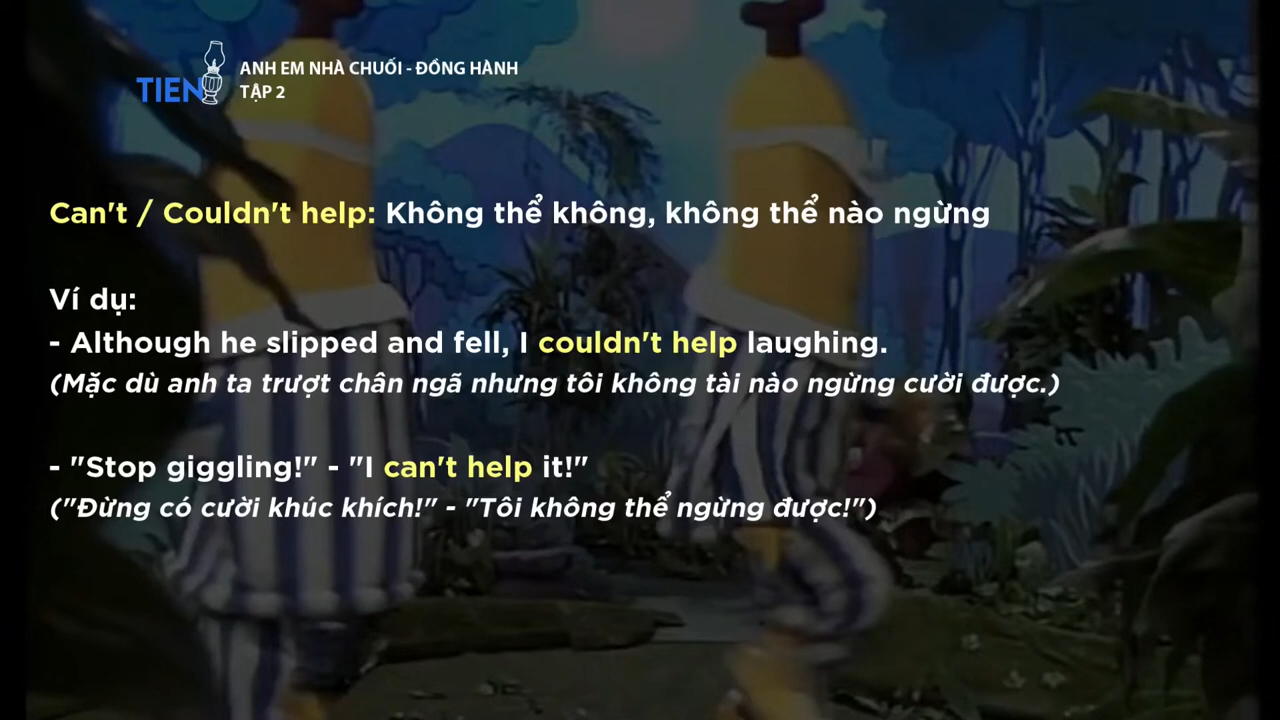 TIEN
ANH EM NHÀ CHUỐI - ĐỒNG HÀNH
TẬP 2
Can't / Couldn't help: Không thể không, không thể nào ngừng
Ví dụ:
- Although he slipped and fell, I couldn't help laughing.
(Mặc dù anh ta trượt chân ngã nhưng tôi không tài nào ngừng cười được.)
- "Stop giggling!" - "I can't help it!"
("Đừng có cười khúc khích!" - "Tôi không thể ngừng được!")